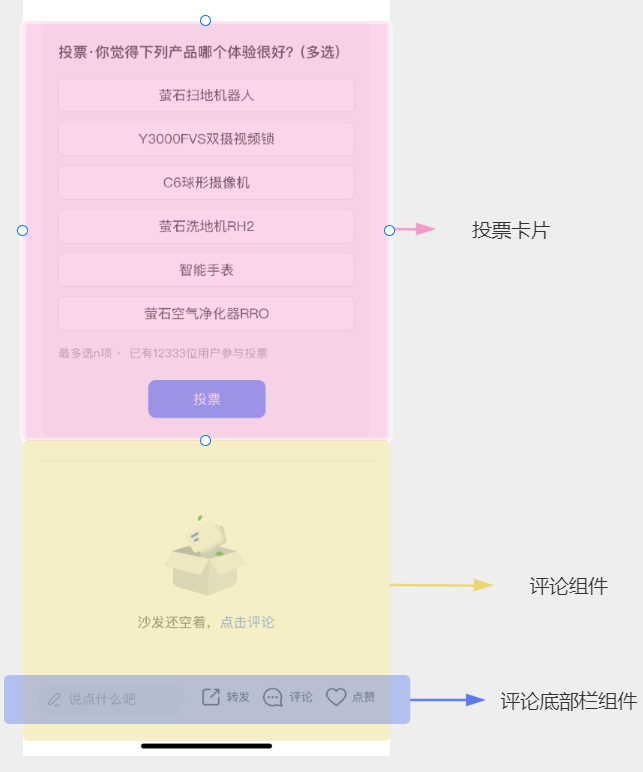 投票·你觉得下列产品哪个体验很好？（多选）
萤石扫地机器人
Y3000FVS双摄视频锁
C6球形摄像机
萤石洗地机RH2
智能手表
萤石空气净化器RRO
最多选n项 · 已有12333位用户参与投票
投票
投票卡片
沙发还空着，点击评论
评论组件
说点什么吧 转发 评论 点赞
评论底部栏组件